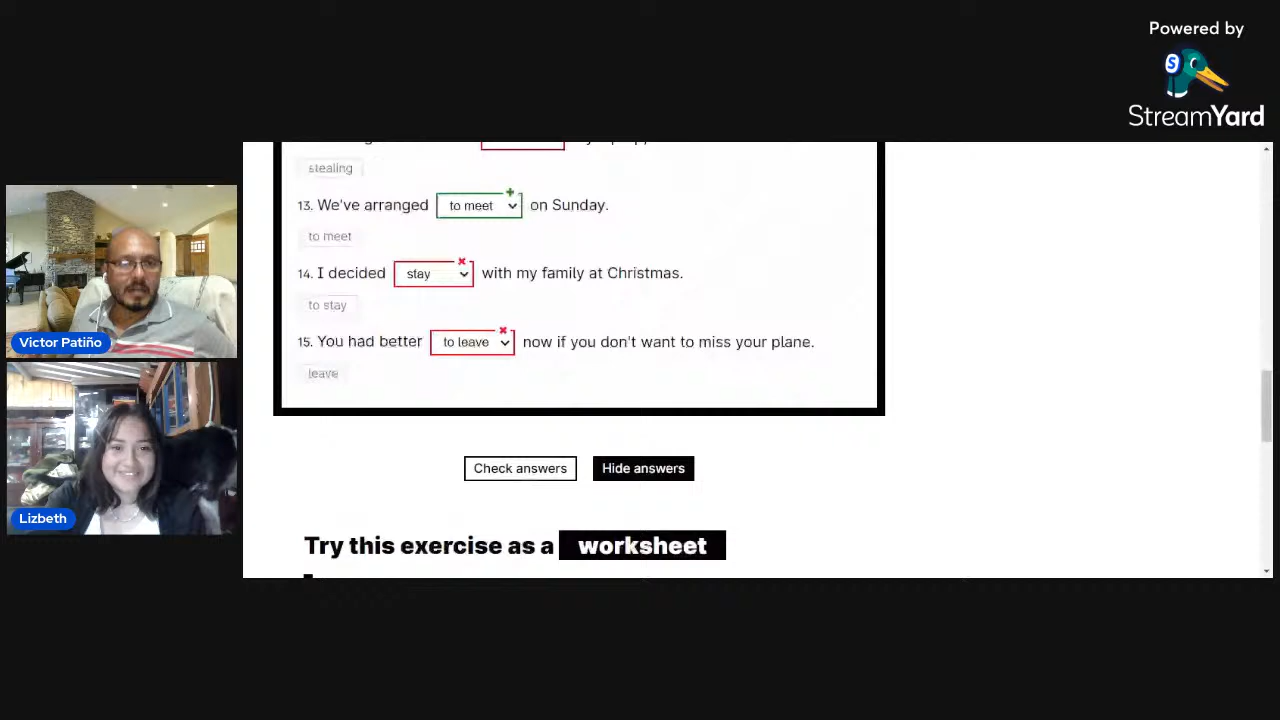 Powered by
StreamYard
stealing
13. We've arranged to meet on Sunday.
to meet
14. I decided stay with my family at Christmas.
to stay
15. You had better to leave now if you don't want to miss your plane.
leave
Check answers Hide answers
Try this exercise as a worksheet
Victor Patiño
Lizbeth